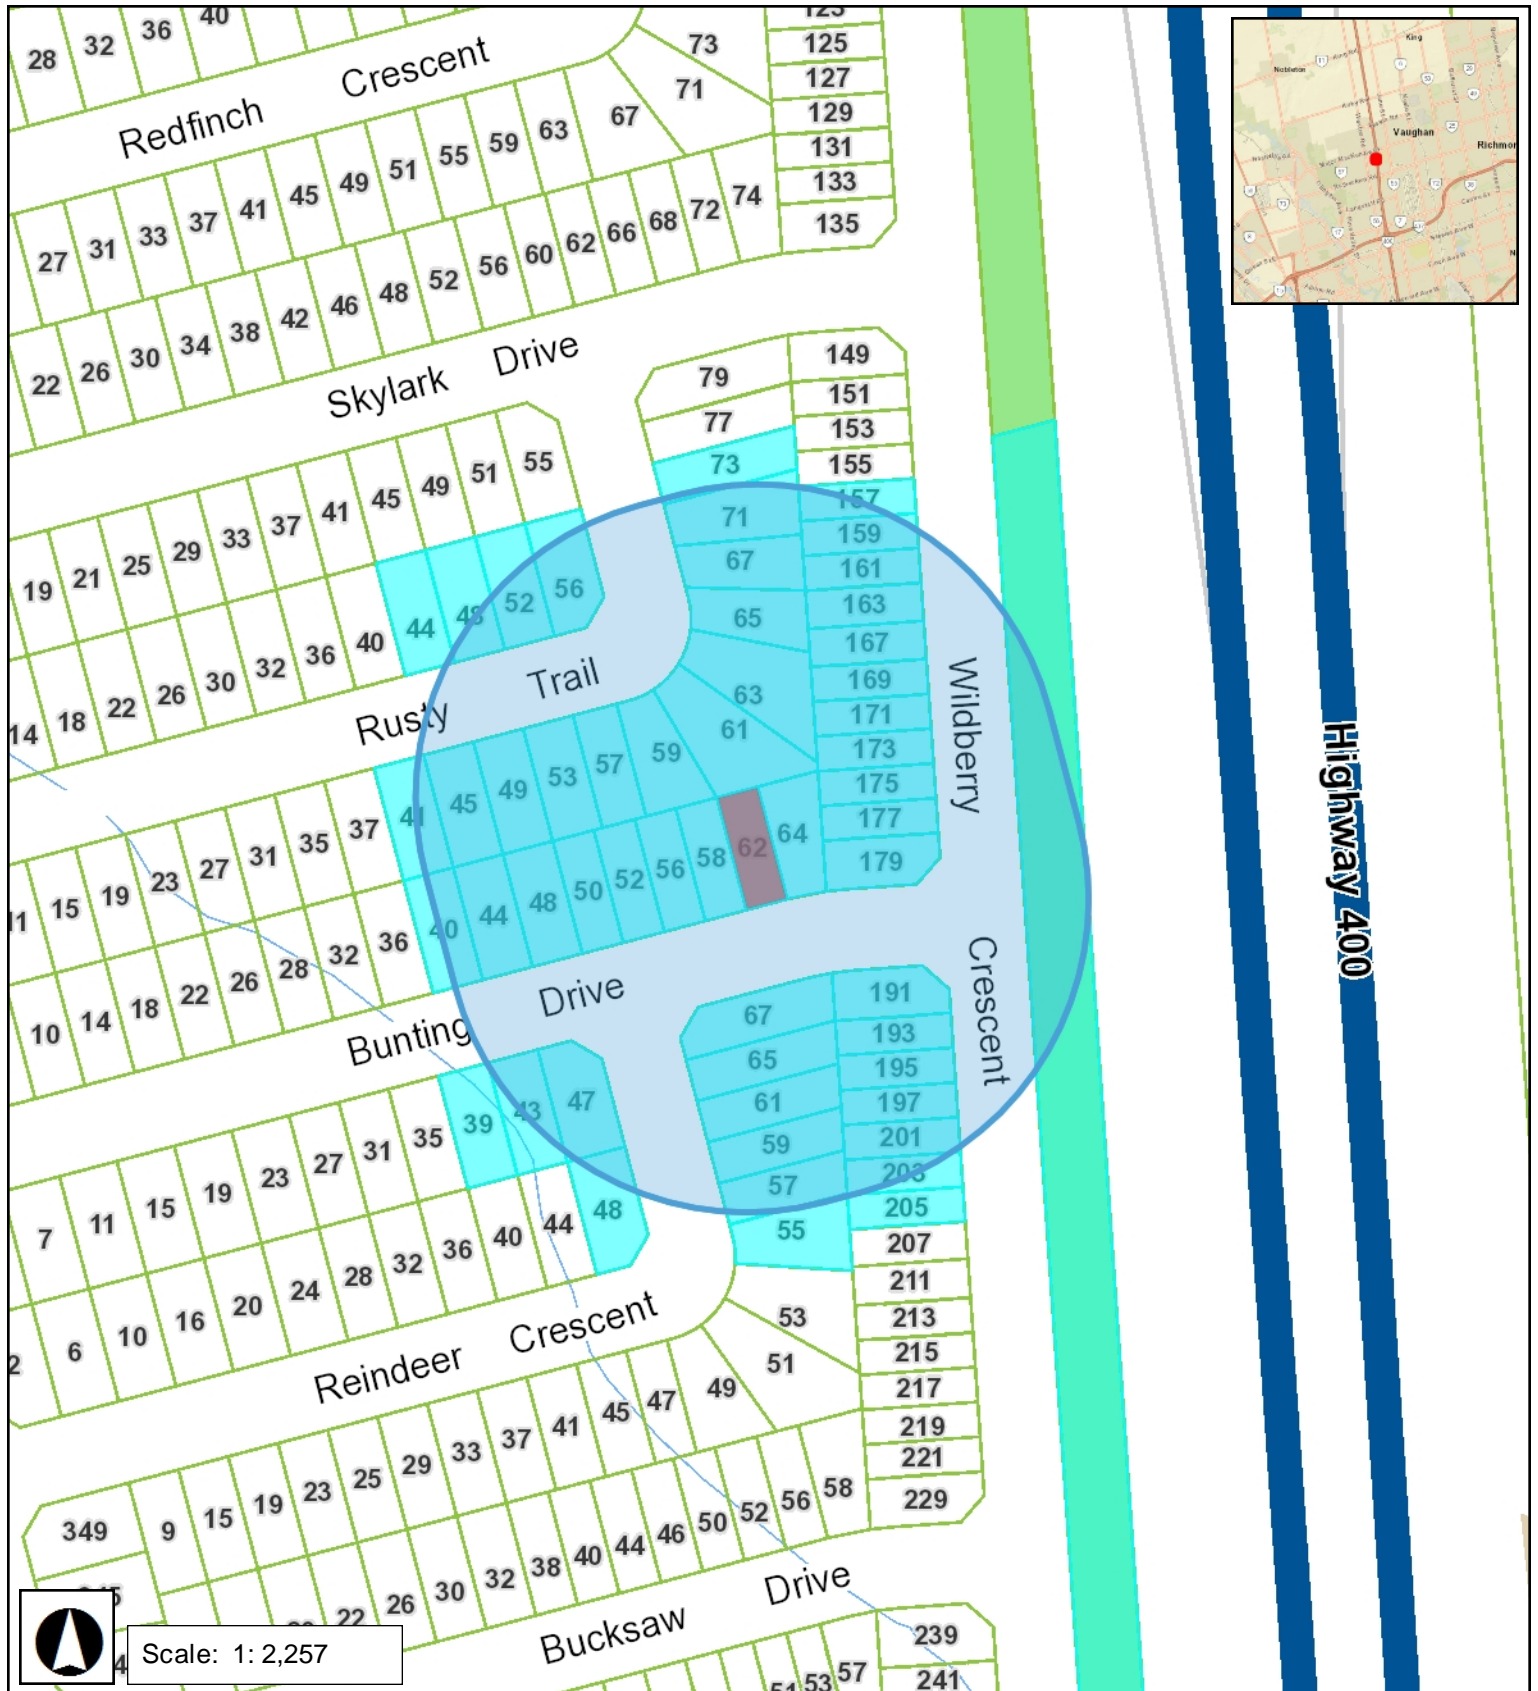 28 32 36 40
Redfinch Crescent
73
71
67
125
127
129
131
133
135
27 31 33 37 41 45 49 51 55 59 63
22 26 30 34 38 42 46 48 52 56 60 62 66 68 72 74
Skylark Drive
79
77
73
71
67
65
63
61
149
151
153
155
157
159
161
163
167
169
171
173
175
177
179
19 21 25 29 33 37 41 45 49 51 55
14 18 22 26 30 32 36 40 44 48 52 56
Rusty Trail
Wildberry
Crescent
Highway 400
11 15 19 23 27 31 35 37 41 45 49 53 57 59
10 14 18 22 26 28 32 36 40 44 48 50 52 56 58 62 64
Bunting Drive
67
65
61
59
57
55
53
51
49
191
193
195
197
201
203
205
207
211
213
215
217
219
221
229
7 11 15 19 23 27 31 35 39 43 47
2 6 10 16 20 24 28 32 36 40 44 48
Reindeer Crescent
349
9 15 19 23 25 29 33 37 41 45 47
22 26 30 32 38 40 44 46 50 52 56 58
Bucksaw Drive
53 57
239
241
Scale: 1: 2,257
King
Nobleton
Vaughan
Richmon